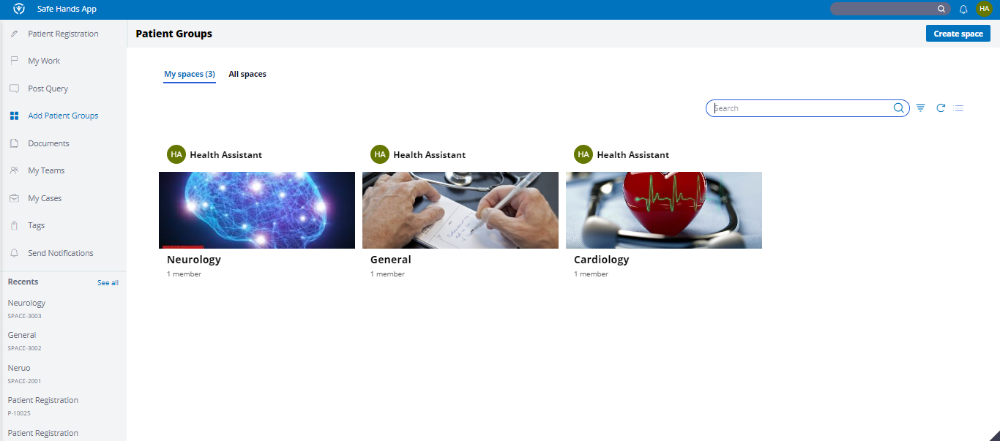 Safe Hands App
HA
Patient Registration
My Work
Post Query
Add Patient Groups
Documents
My Teams
My Cases
Tags
Send Notifications
Recents
See all
Neurology
SPACE-3003
General
SPACE-3002
Neruo
SPACE-2001
Patient Registration
P-10025
Patient Registration
Patient Groups
Create space
My spaces (3)
All spaces
Search
HA Health Assistant
Neurology
1 member
HA Health Assistant
General
1 member
HA Health Assistant
Cardiology
1 member